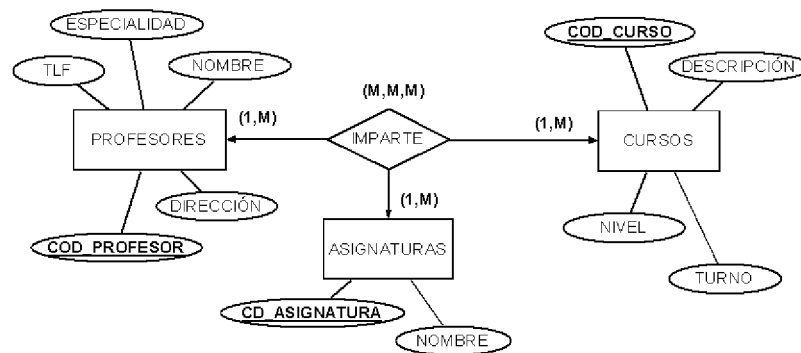 ESPECIALIDAD
COD_CURSO
TLF
NOMBRE
DESCRIPCIÓN
(M,M,M)
PROFESORES
(1,M)
IMPARTE
(1,M)
CURSOS
DIRECCIÓN
(1,M)
COD_PROFESOR
NIVEL
ASIGNATURAS
TURNO
CD_ASIGNATURA
NOMBRE